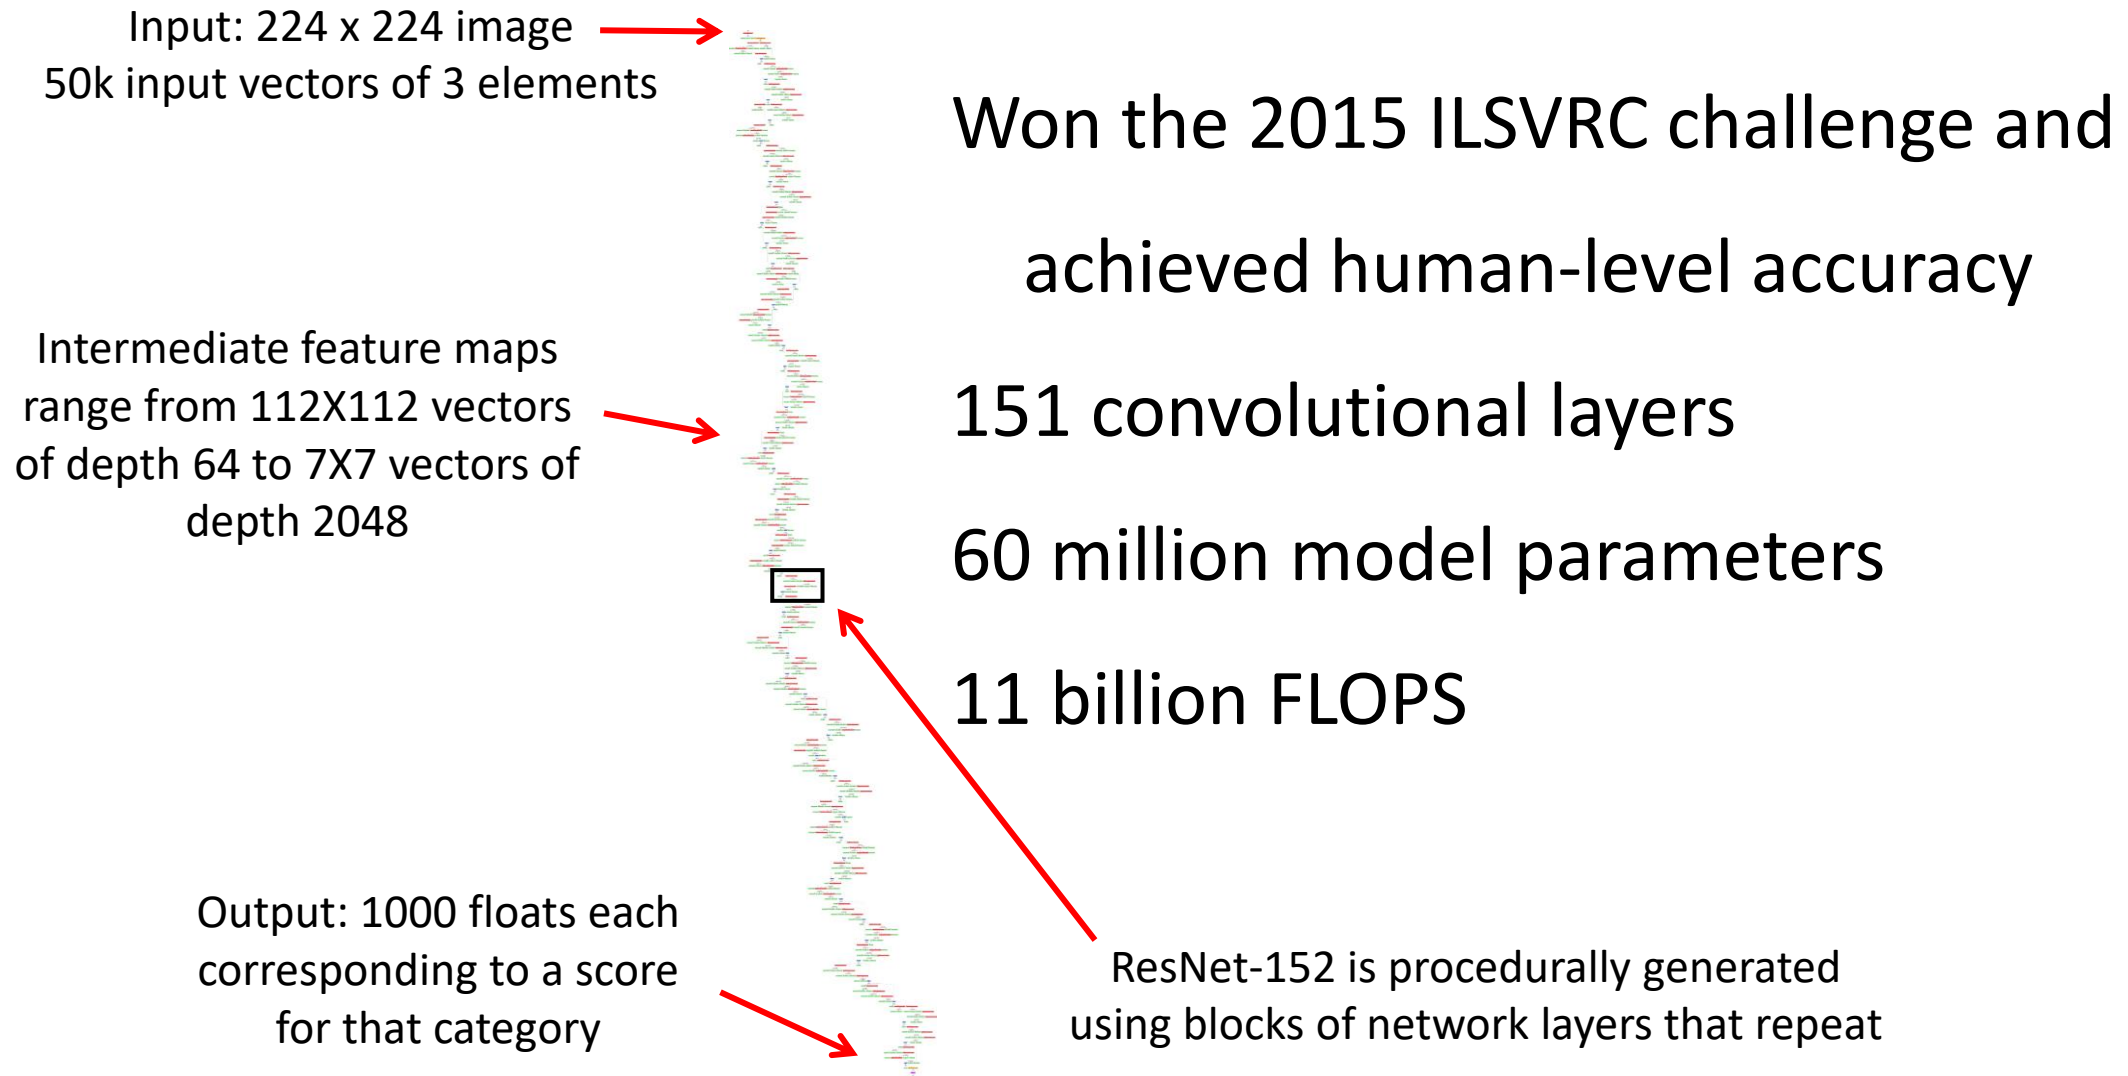 Input: 224 x 224 image
50k input vectors of 3 elements
Won the 2015 ILSVRC challenge and
achieved human-level accuracy
151 convolutional layers
60 million model parameters
11 billion FLOPS
Intermediate feature maps
range from 112X112 vectors
of depth 64 to 7X7 vectors of
depth 2048
Output: 1000 floats each
corresponding to a score
for that category
ResNet-152 is procedurally generated
using blocks of network layers that repeat